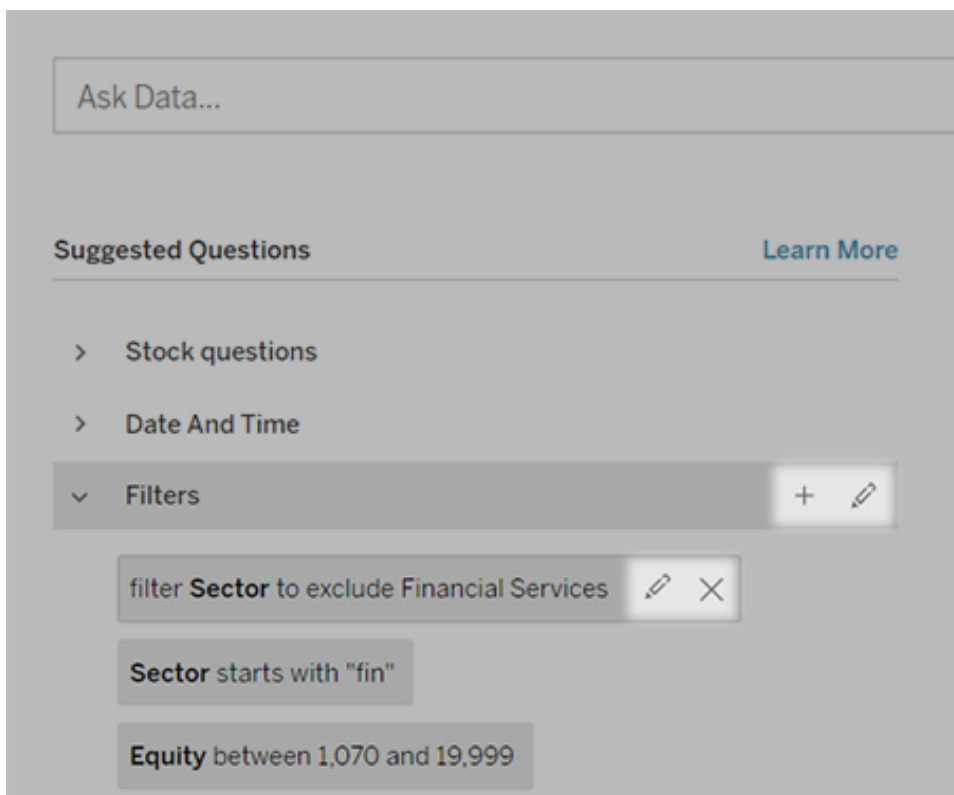 Ask Data...
Suggested Questions
Learn More
Stock questions
Date And Time
Filters
filter Sector to exclude Financial Services
Sector starts with "fin"
Equity between 1,070 and 19,999